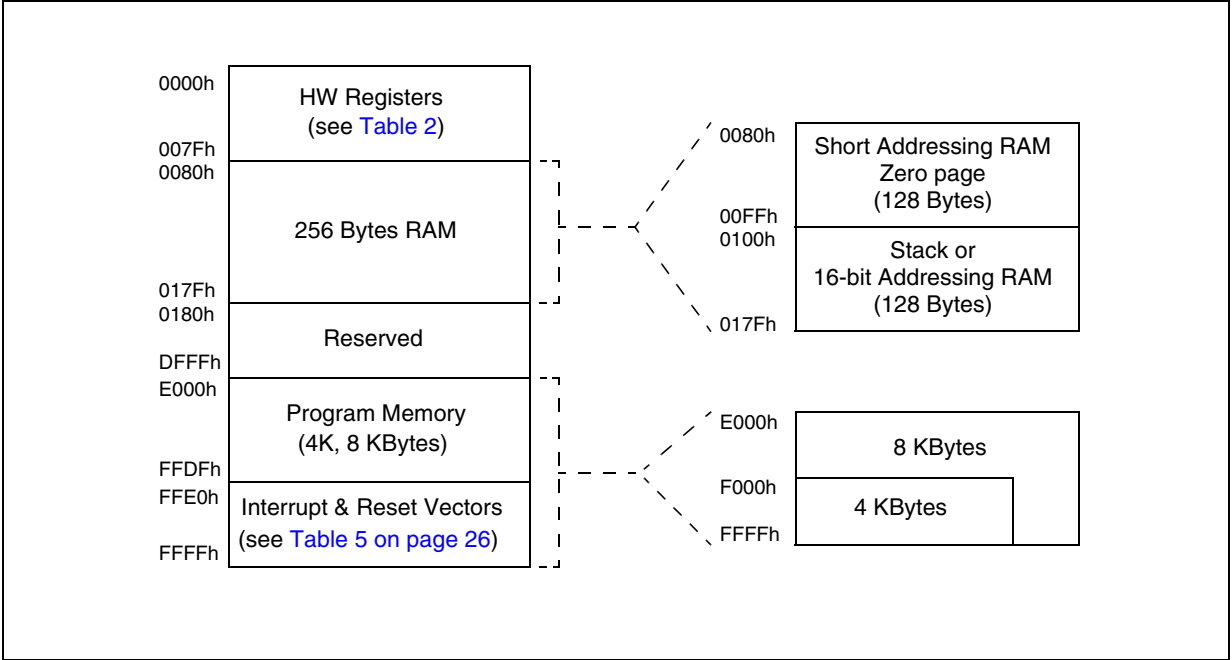 0000h
HW Registers
(see Table 2)
007Fh
0080h
256 Bytes RAM
017Fh
0180h
Reserved
DFFFh
E000h
Program Memory
(4K, 8 KBytes)
FFDFh
FFE0h
Interrupt & Reset Vectors
(see Table 5 on page 26)
FFFFh
0080h
Short Addressing RAM
Zero page
(128 Bytes)
00FFh
0100h
Stack or
16-bit Addressing RAM
(128 Bytes)
017Fh
E000h
8 KBytes
F000h
4 KBytes
FFFFh